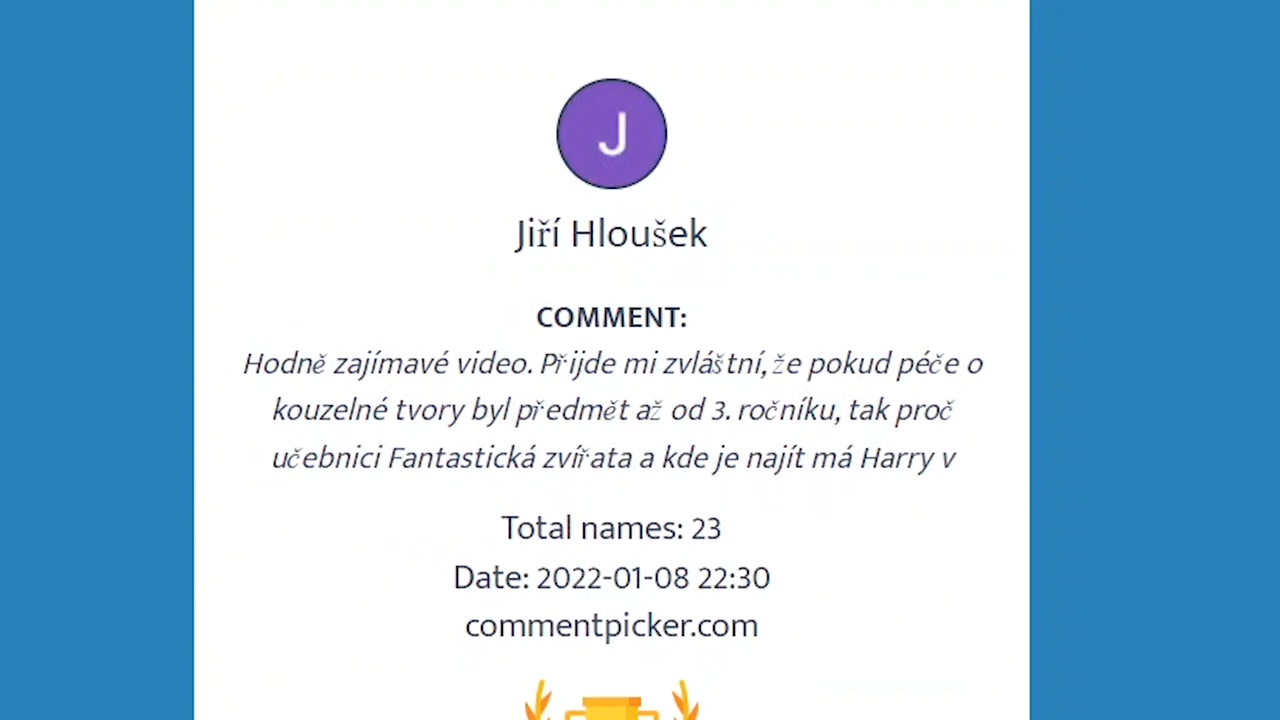 J
Jiří Hloušek
COMMENT:
Hodně zajímavé video. Přijde mi zvláštní, že pokud péče o
kouzelné tvory byl předmět až od 3. ročníku, tak proč
učebnici Fantastická zvířata a kde je najít má Harry v
Total names: 23
Date: 2022-01-08 22:30
commentpicker.com